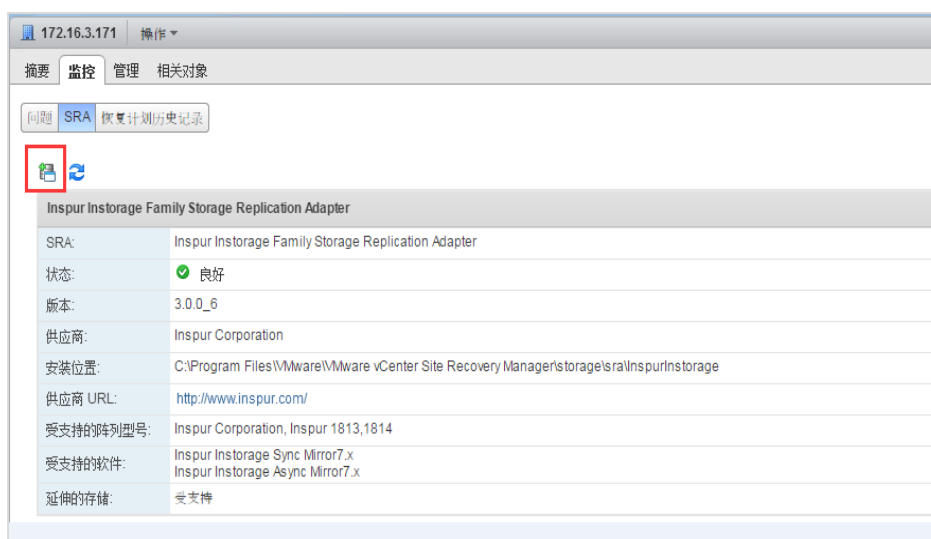 172.16.3.171 操作
摘要 监控 管理 相关对象
问题 SRA 恢复计划历史记录
Inspur Instorage Family Storage Replication Adapter
SRA: Inspur Instorage Family Storage Replication Adapter
状态: 良好
版本: 3.0.0_6
供应商: Inspur Corporation
安装位置: C:\Program Files\VMware\VMware vCenter Site Recovery Manager\storage\sra\InspurInstorage
供应商 URL: http://www.inspur.com/
受支持的阵列型号: Inspur Corporation, Inspur 1813,1814
受支持的软件: Inspur Instorage Sync Mirror7.x
Inspur Instorage Async Mirror7.x
延伸的存储: 受支持